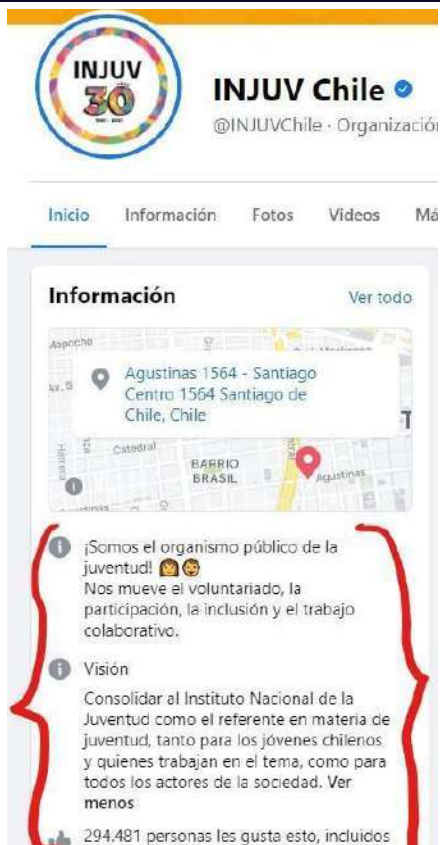 INJUV
30
INJUV Chile
@INJUVChile · Organización
Inicio Información Fotos Videos Má
Información Ver todo
Agustinas 1564 - Santiago
Centro 1564 Santiago de
Chile, Chile
Catedral
BARRIO
BRASIL
Agustinas
¡Somos el organismo público de la
juventud! 👩🧑
Nos mueve el voluntariado, la
participación, la inclusión y el trabajo
colaborativo.
Visión
Consolidar al Instituto Nacional de la
Juventud como el referente en materia de
juventud, tanto para los jóvenes chilenos
y quienes trabajan en el tema, como para
todos los actores de la sociedad. Ver
menos
294.481 personas les gusta esto, incluidos